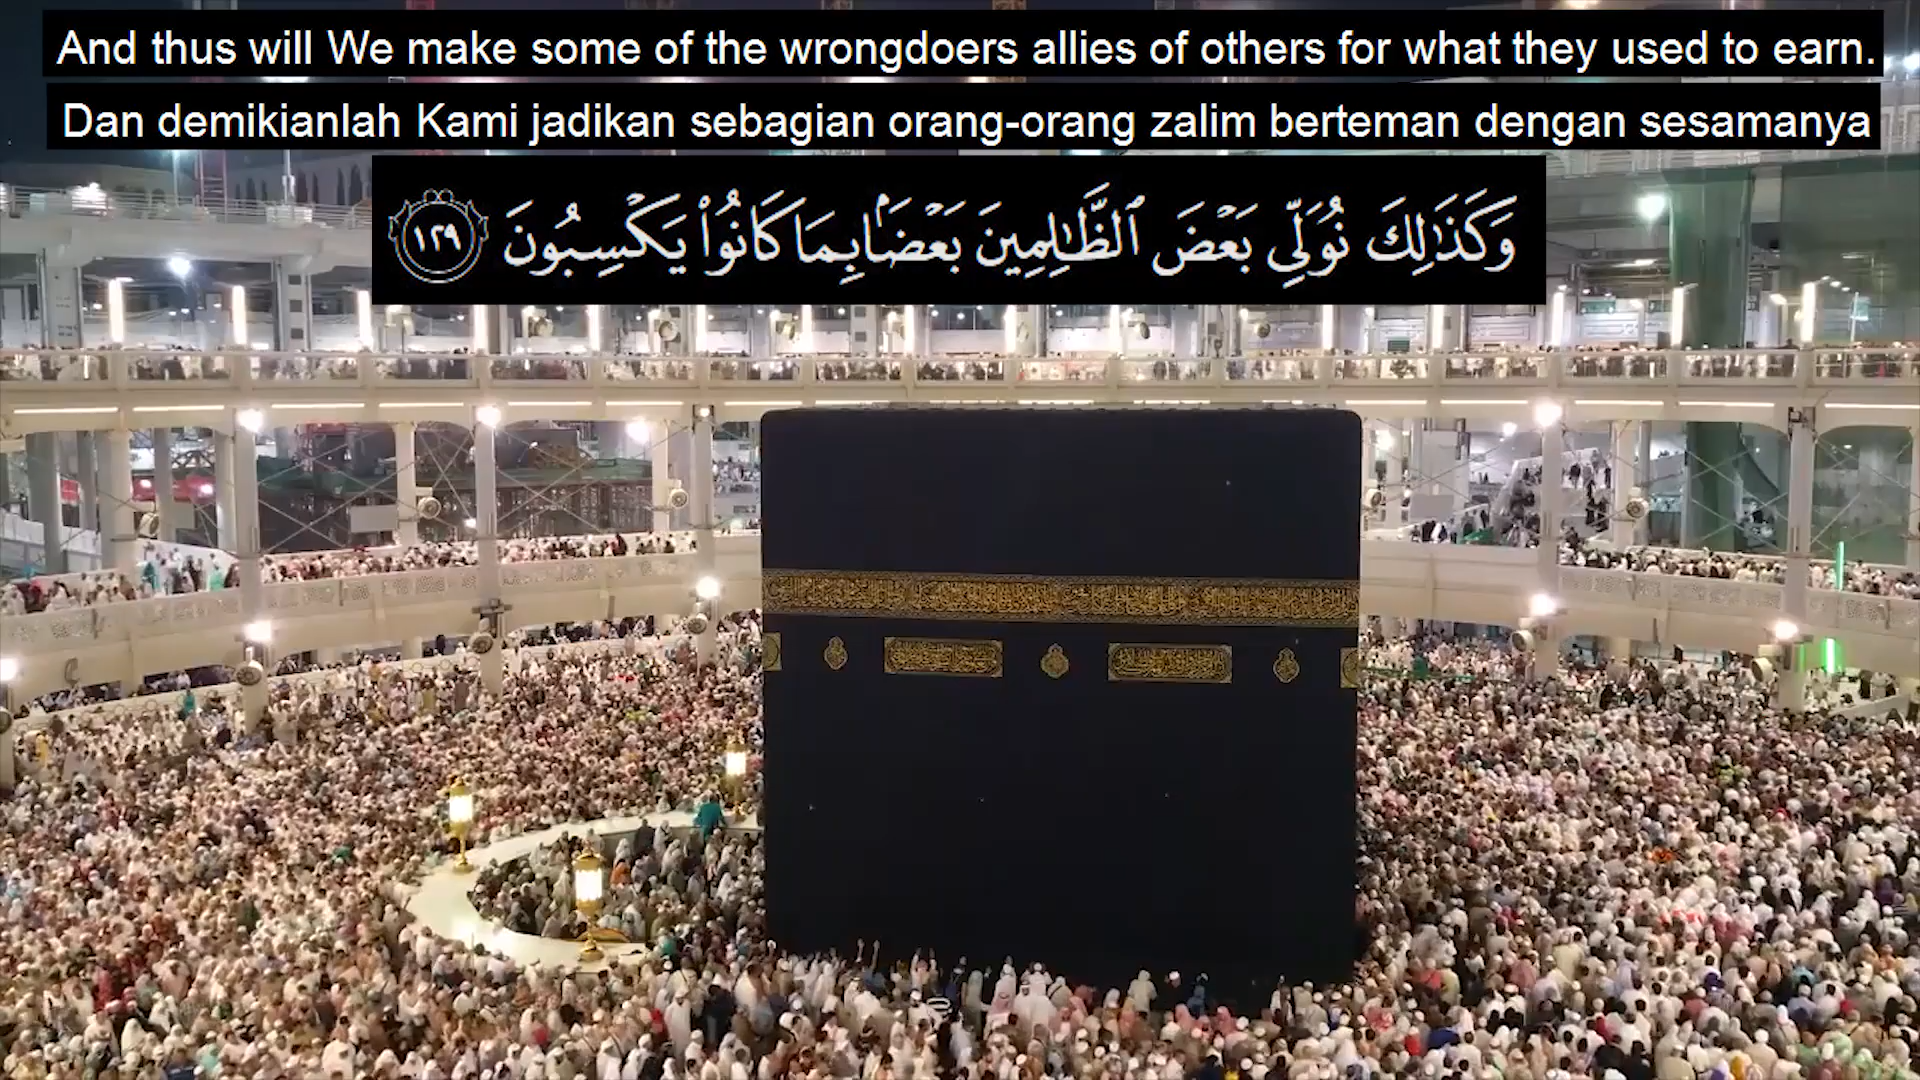 And thus will We make some of the wrongdoers allies of others for what they used to earn.
Dan demikianlah Kami jadikan sebagian orang-orang zalim berteman dengan sesamanya
وَكَذَٰلِكَ نُوَلِّي بَعْضَ ٱلظَّـٰلِمِينَ بَعْضَۢا بِمَا كَانُوا۟ يَكْسِبُونَ ١٢٩